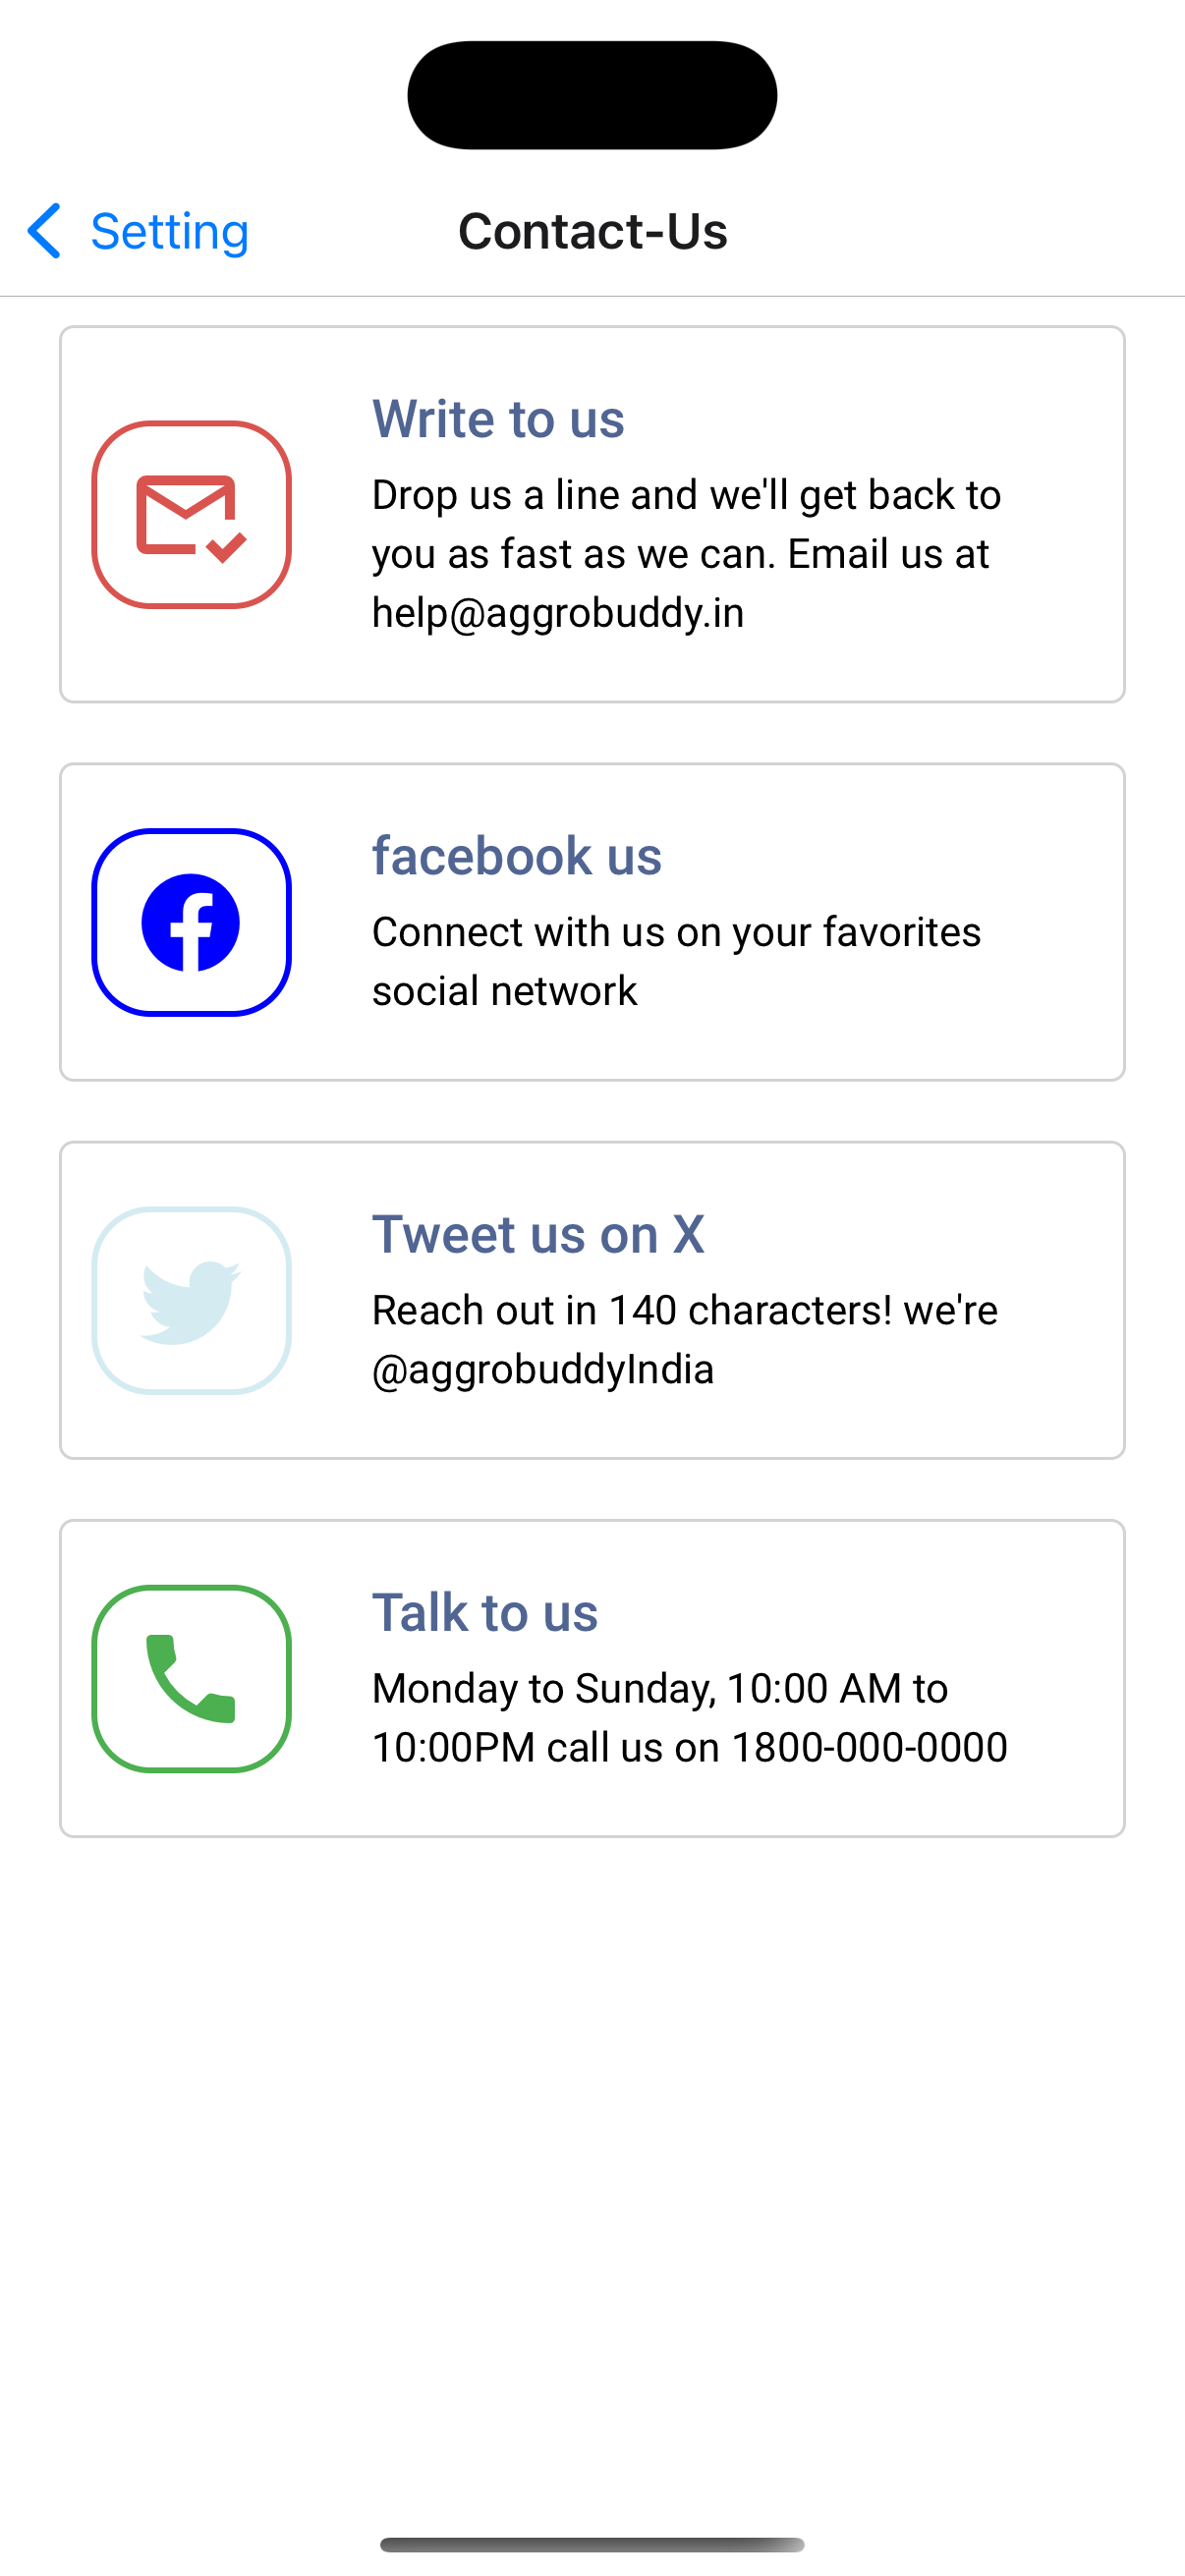 Setting
Contact-Us
Write to us
Drop us a line and we'll get back to
you as fast as we can. Email us at
help@aggrobuddy.in
facebook us
Connect with us on your favorites
social network
Tweet us on X
Reach out in 140 characters! we're
@aggrobuddyIndia
Talk to us
Monday to Sunday, 10:00 AM to
10:00PM call us on 1800-000-0000